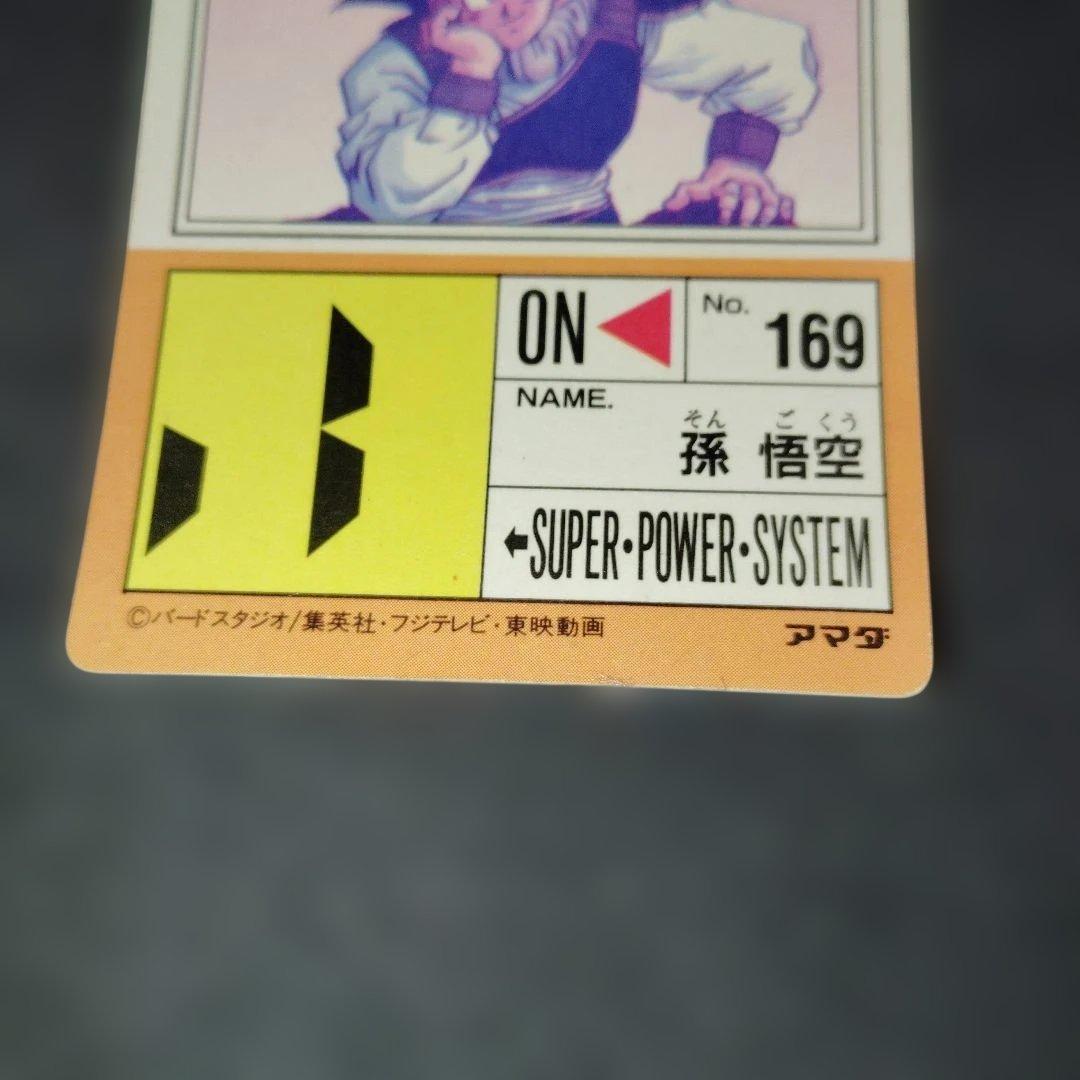 ON
No. 169
NAME.
そん ご くう
孫 悟空
←SUPER・POWER・SYSTEM
©バードスタジオ/集英社・フジテレビ・東映動画
アマダ